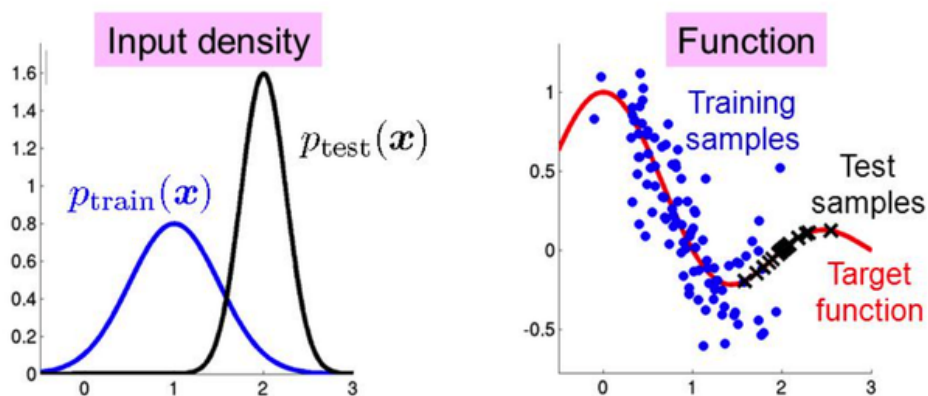 Input density
1.6
1.4
1.2
1
0.8
0.6
0.4
0.2
0
0
1
2
3
p_train(x)
p_test(x)
Function
1
0.5
0
-0.5
0
1
2
3
Training
samples
Test
samples
Target
function